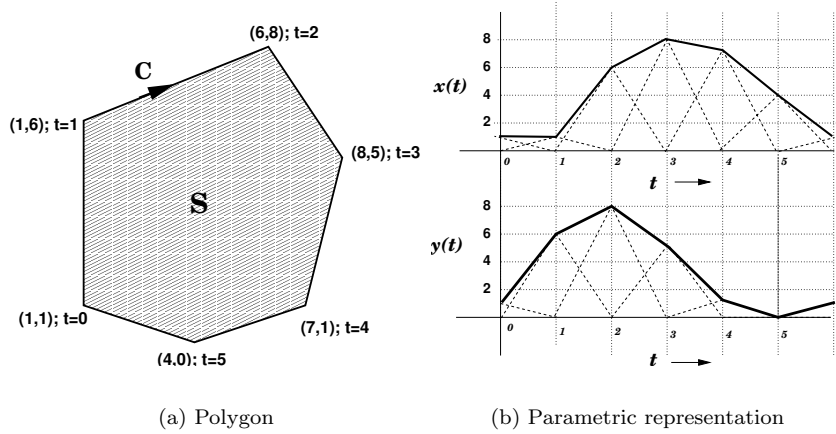 (6,8); t=2
C
(1,6); t=1
(8,5); t=3
S
(1,1); t=0
(7,1); t=4
(4,0); t=5
(a) Polygon
8
6
x(t)
4
2
0 1 2 3 4 5
t
8
6
y(t)
4
2
0 1 2 3 4 5
t
(b) Parametric representation